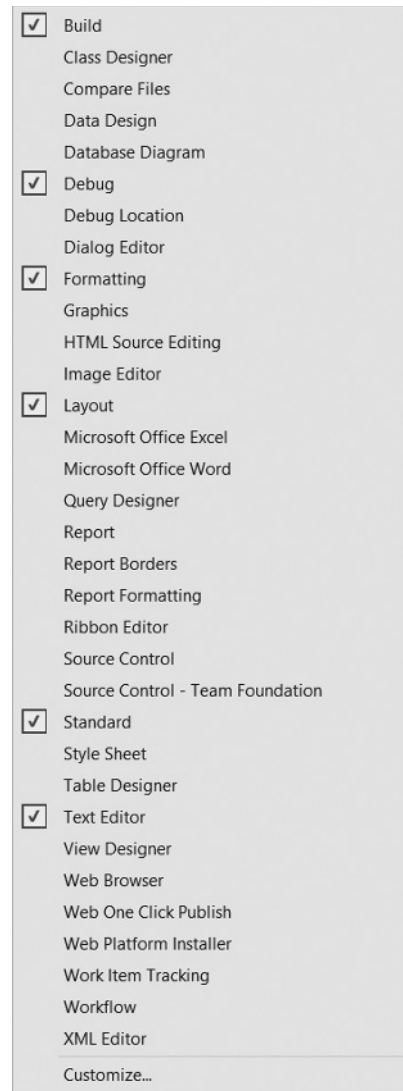 Build
Class Designer
Compare Files
Data Design
Database Diagram
Debug
Debug Location
Dialog Editor
Formatting
Graphics
HTML Source Editing
Image Editor
Layout
Microsoft Office Excel
Microsoft Office Word
Query Designer
Report
Report Borders
Report Formatting
Ribbon Editor
Source Control
Source Control - Team Foundation
Standard
Style Sheet
Table Designer
Text Editor
View Designer
Web Browser
Web One Click Publish
Web Platform Installer
Work Item Tracking
Workflow
XML Editor
Customize...